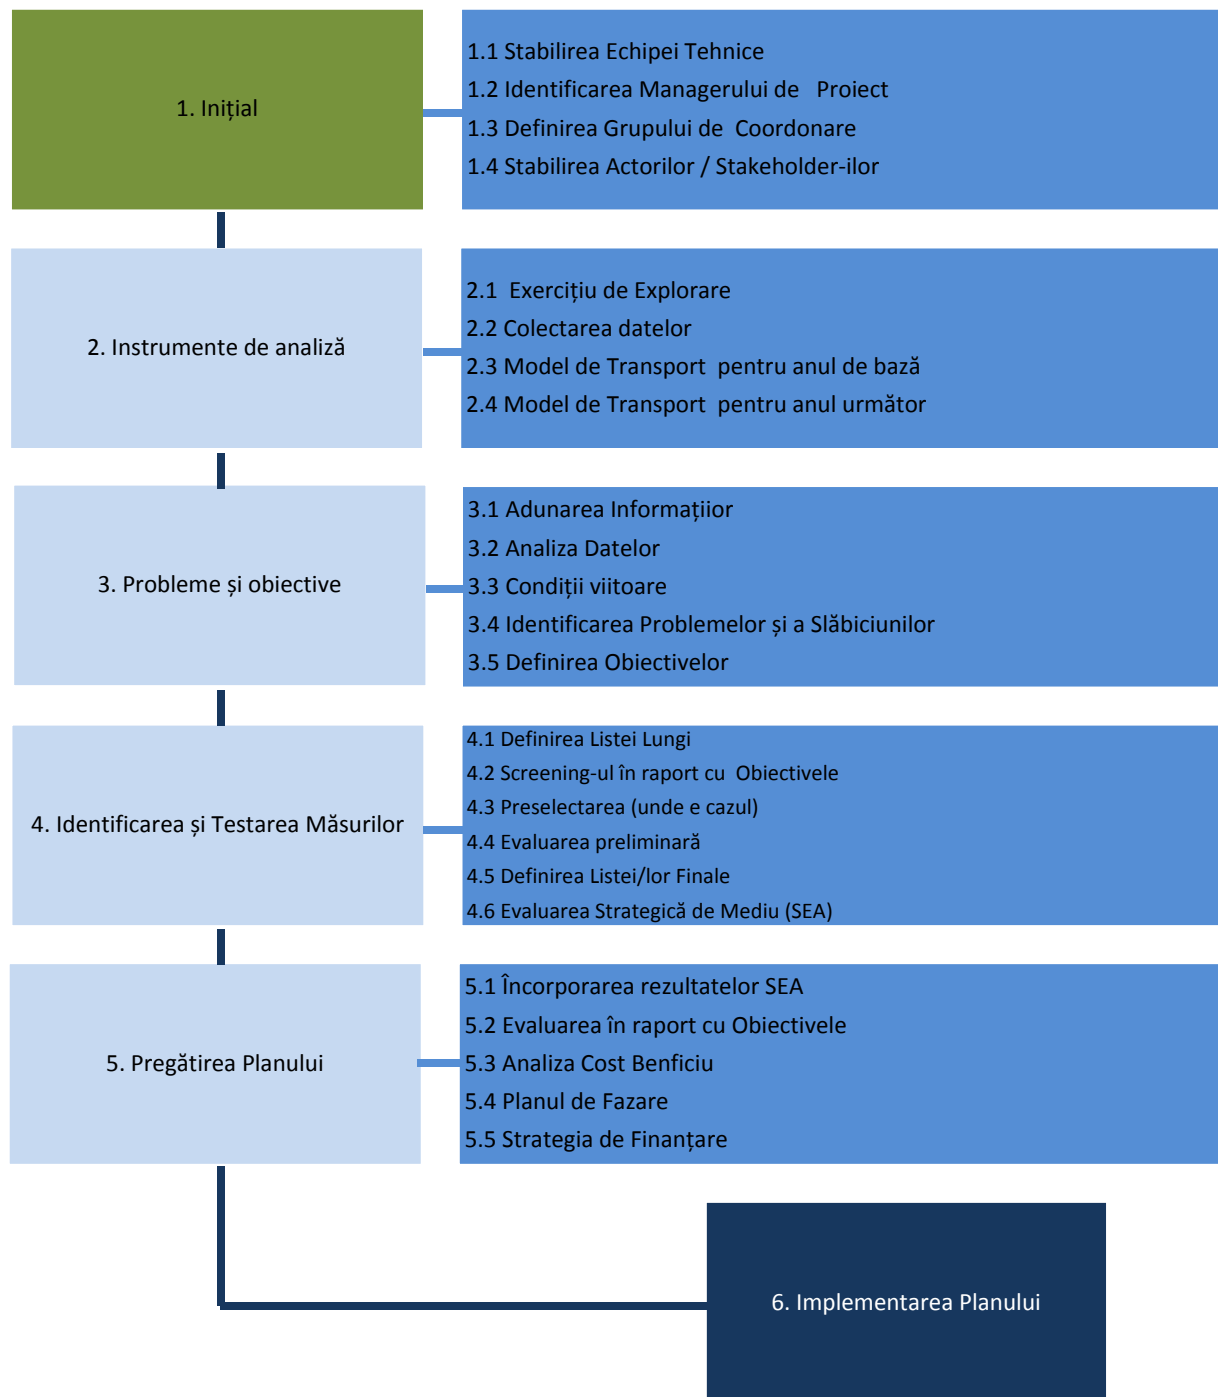 1. Inițial
1.1 Stabilirea Echipei Tehnice
1.2 Identificarea Managerului de Proiect
1.3 Definirea Grupului de Coordonare
1.4 Stabilirea Actorilor / Stakeholder-ilor
2. Instrumente de analiză
2.1 Exercițiu de Explorare
2.2 Colectarea datelor
2.3 Model de Transport pentru anul de bază
2.4 Model de Transport pentru anul următor
3. Probleme și obiective
3.1 Adunarea Informațiior
3.2 Analiza Datelor
3.3 Condiții viitoare
3.4 Identificarea Problemelor și a Slăbiciunilor
3.5 Definirea Obiectivelor
4. Identificarea și Testarea Măsurilor
4.1 Definirea Listei Lungi
4.2 Screening-ul în raport cu Obiectivele
4.3 Preselectarea (unde e cazul)
4.4 Evaluarea preliminară
4.5 Definirea Listei/lor Finale
4.6 Evaluarea Strategică de Mediu (SEA)
5. Pregătirea Planului
5.1 Încorporarea rezultatelor SEA
5.2 Evaluarea în raport cu Obiectivele
5.3 Analiza Cost Benficiu
5.4 Planul de Fazare
5.5 Strategia de Finanțare
6. Implementarea Planului